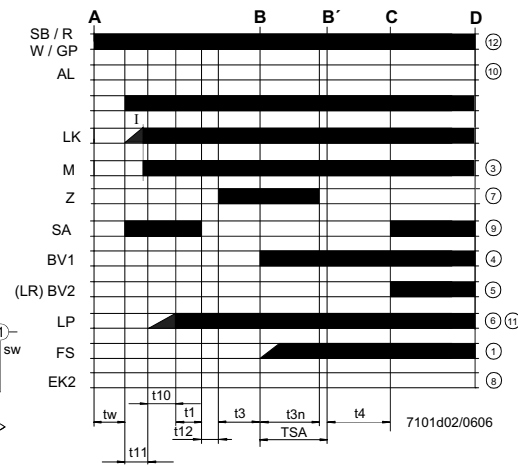 A B B´ C D
SB / R
W / GP 12
AL 10
I
LK
M 3
Z 7
SA 9
BV1 4
(LR) BV2 5
LP 6 11
FS 1
sw
EK2 8
t10
tw t1 t3 t3n t4
t12 TSA
t11
7101d02/0606